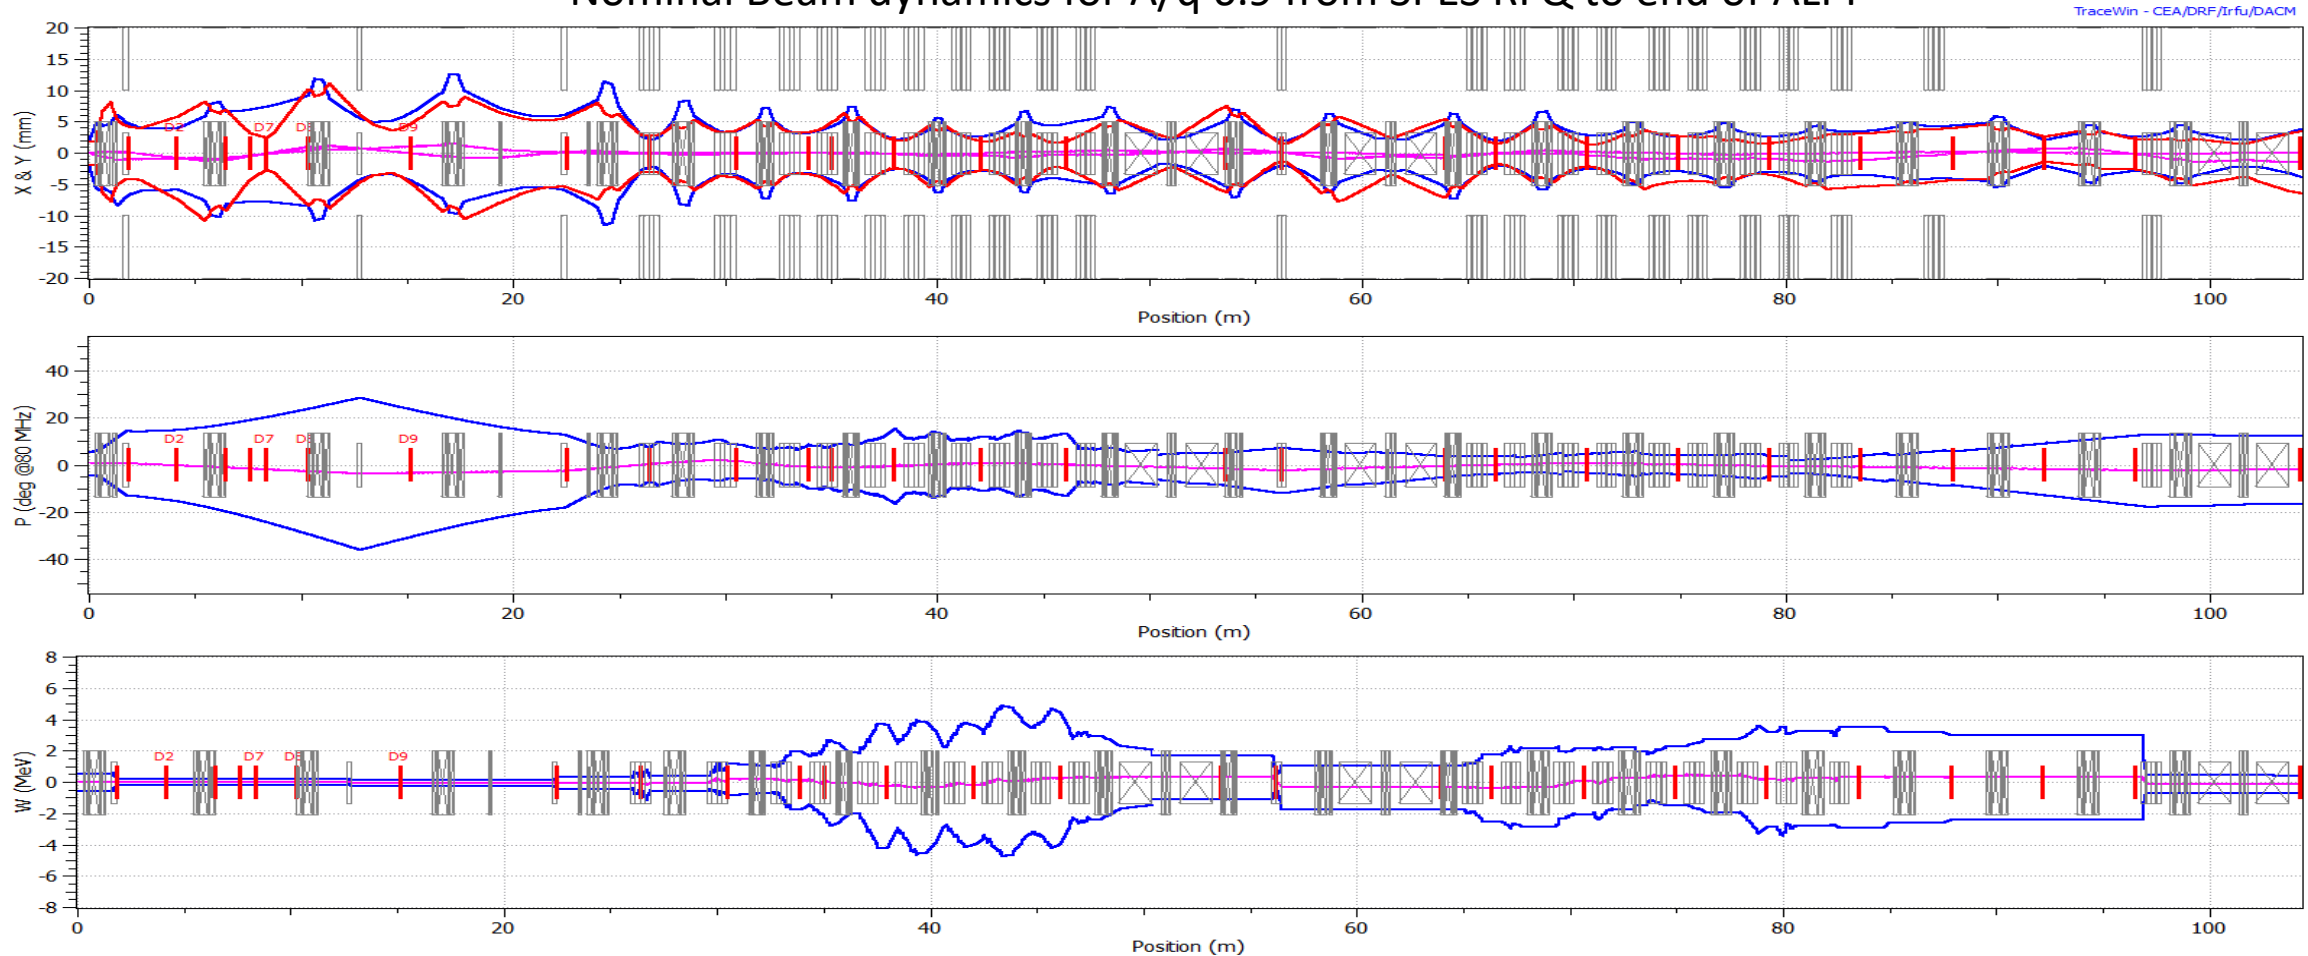 TraceWin - CEA/DRF/Irfu/DACM
X & Y (mm)
20
15
10
5
0
-5
-10
-15
-20
D2 D7 D9
0 20 40 60 80 100
Position (m)
P (deg @80 MHz)
40
20
0
-20
-40
D2 D7 D9
0 20 40 60 80 100
Position (m)
W (MeV)
8
6
4
2
0
-2
-4
-6
-8
D2 D7 D9
0 20 40 60 80 100
Position (m)